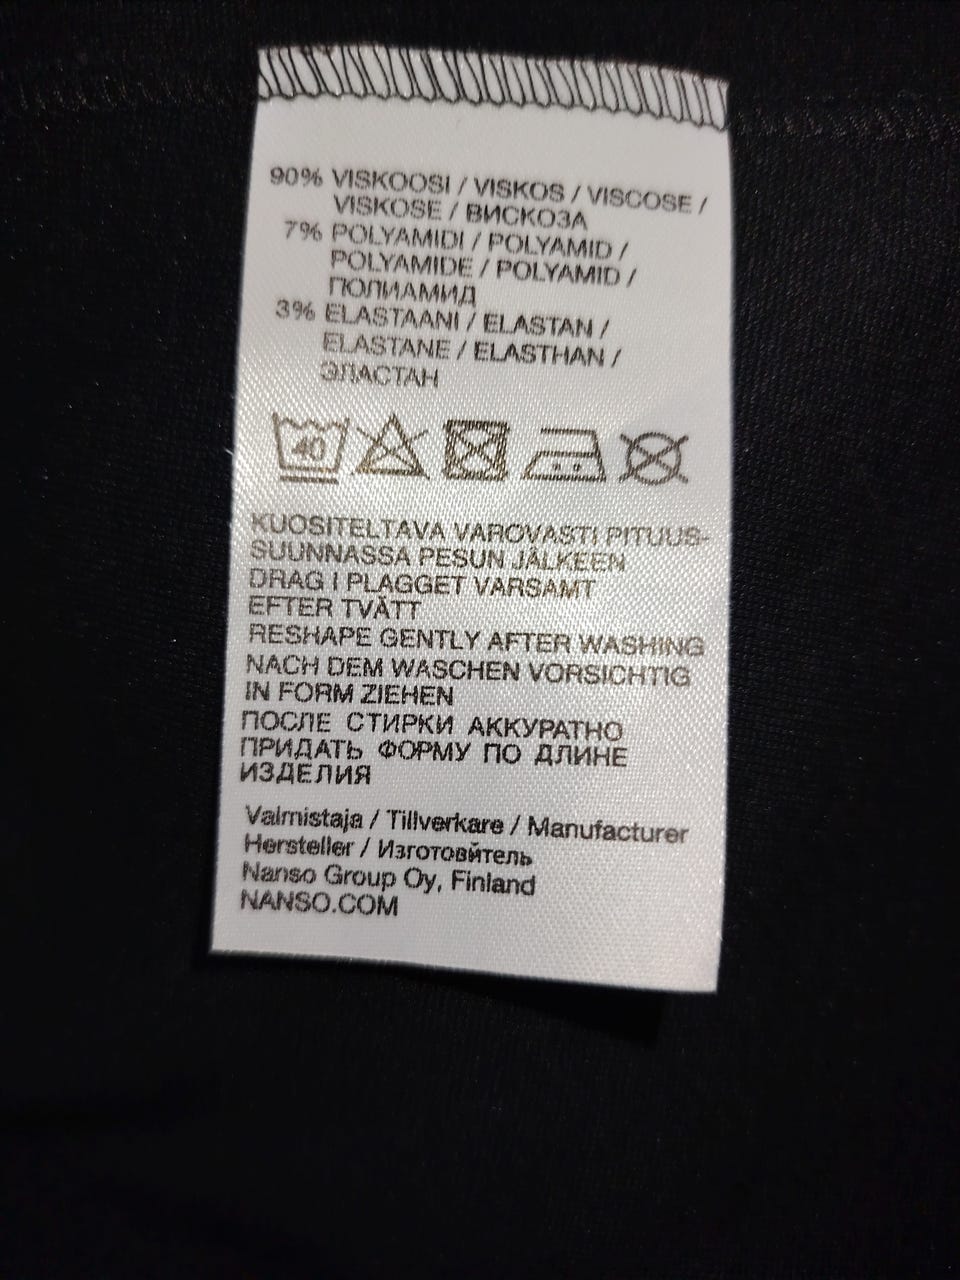 90% VISKOOSI / VISKOS / VISCOSE /
VISKOSE / ВИСКОЗА
7% POLYAMIDI / POLYAMID /
POLYAMIDE / POLYAMID /
ПОЛИАМИД
3% ELASTAANI / ELASTAN /
ELASTANE / ELASTHAN /
ЭЛАСТАН
40
KUOSITELTAVA VAROVASTI PITUUS-
SUUNNASSA PESUN JÄLKEEN
DRAG I PLAGGET VARSAMT
EFTER TVÄTT
RESHAPE GENTLY AFTER WASHING
NACH DEM WASCHEN VORSICHTIG
IN FORM ZIEHEN
ПОСЛЕ СТИРКИ АККУРАТНО
ПРИДАТЬ ФОРМУ ПО ДЛИНЕ
ИЗДЕЛИЯ
Valmistaja / Tillverkare / Manufacturer
Hersteller / Изготовйтель
Nanso Group Oy, Finland
NANSO.COM